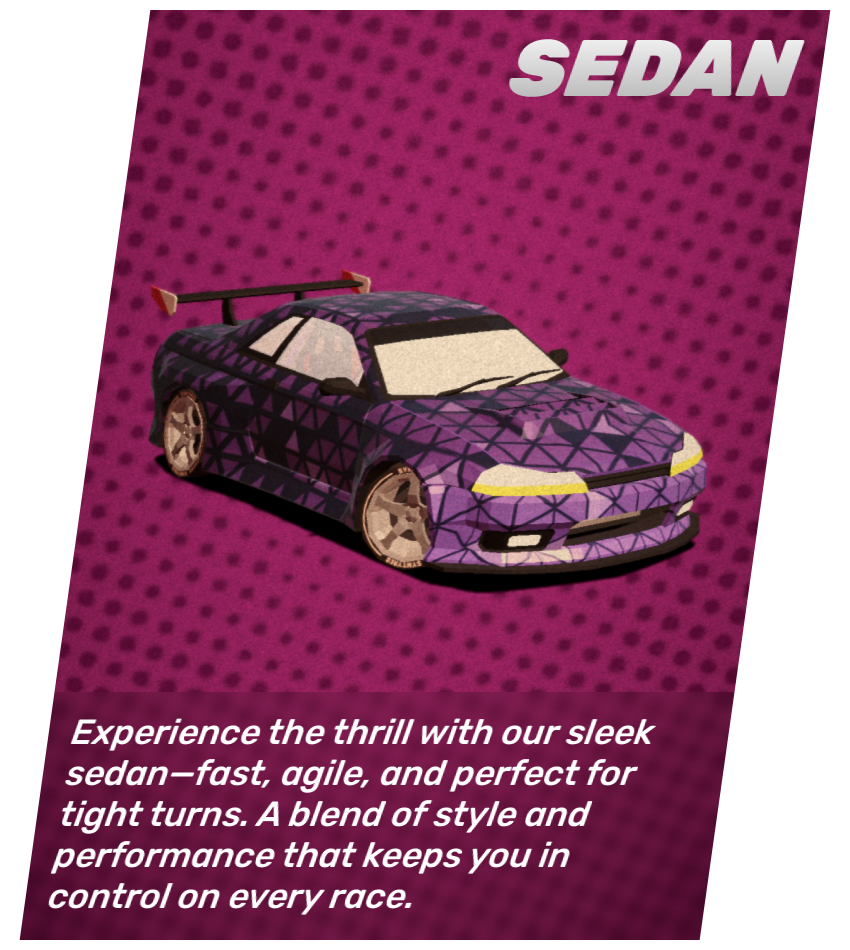 SEDAN
Experience the thrill with our sleek
sedan—fast, agile, and perfect for
tight turns. A blend of style and
performance that keeps you in
control on every race.